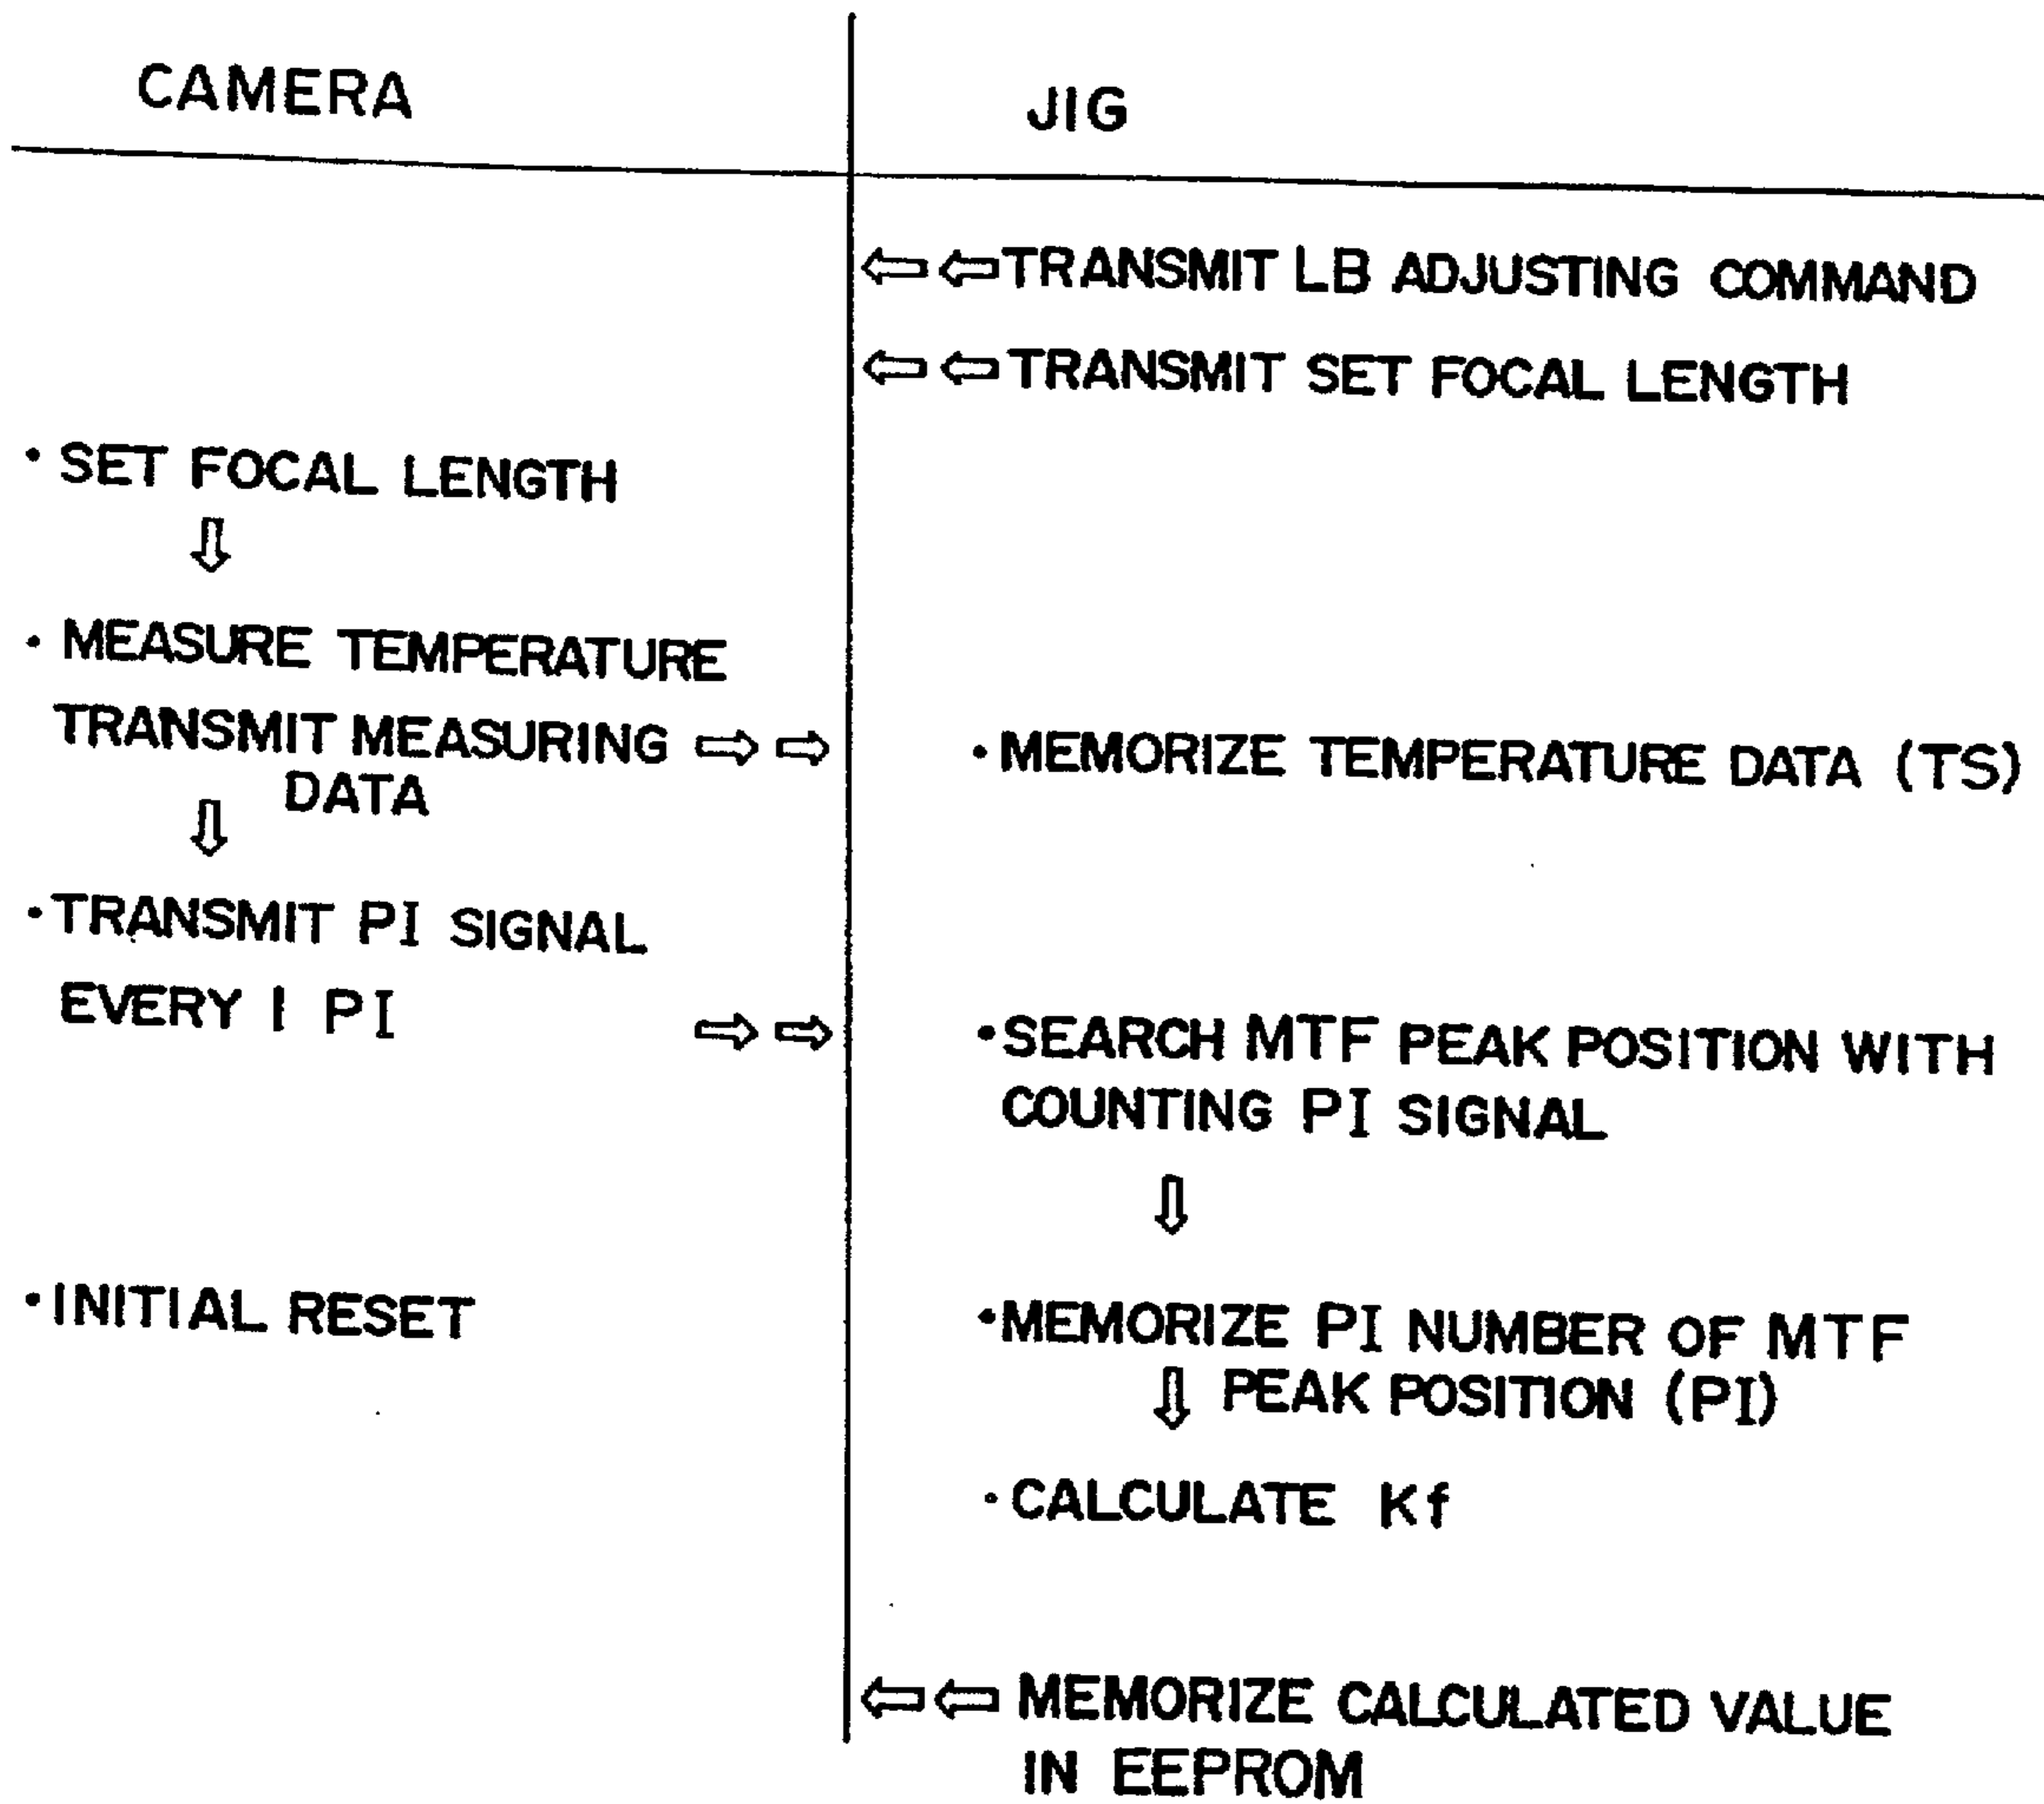 CAMERA
JIG
TRANSMIT LB ADJUSTING COMMAND
TRANSMIT SET FOCAL LENGTH
・SET FOCAL LENGTH
・MEASURE TEMPERATURE
TRANSMIT MEASURING
DATA
・MEMORIZE TEMPERATURE DATA (TS)
・TRANSMIT PI SIGNAL
EVERY 1 PI
・SEARCH MTF PEAK POSITION WITH
COUNTING PI SIGNAL
・INITIAL RESET
・MEMORIZE PI NUMBER OF MTF
PEAK POSITION (PI)
・CALCULATE Kf
MEMORIZE CALCULATED VALUE
IN EEPROM